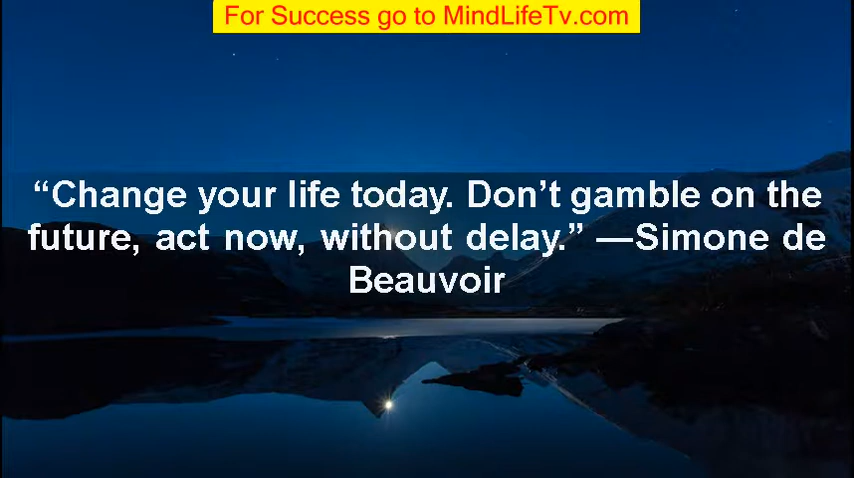 For Success go to MindLifeTv.com
“Change your life today. Don’t gamble on the
future, act now, without delay.” —Simone de
Beauvoir